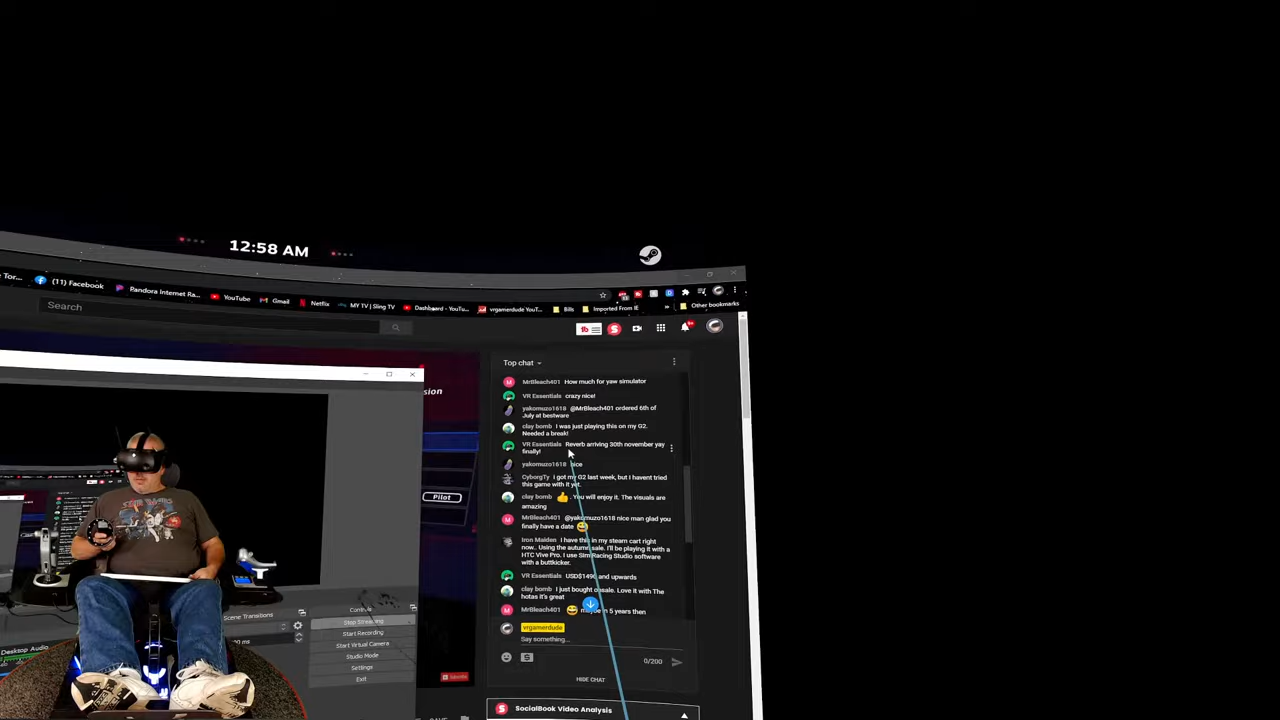 12:58 AM
(11) Facebook
Pandora Internet Ra...
YouTube
Gmail
Netflix
MY TV | Sling TV
Dashboard - YouTu...
vrgamerdude YouT...
Bills
Imported From IE
»
Other bookmarks
Search
Top chat
MrBleach401 How much for yaw simulator
VR Essentials crazy nice!
yakomuzo1618 @MrBleach401 ordered 6th of
July at bestware
clay bomb I was just playing this on my G2.
Needed a break!
VR Essentials Reverb arriving 30th november yay
finally!
yakomuzo1618 nice
CyborgTy I got my G2 last week, but I havent tried
this game with it yet.
clay bomb 👍. You will enjoy it. The visuals are
amazing
MrBleach401 @yakomuzo1618 nice man glad you
finally have a date 😅
Iron Maiden I have this in my steam cart right
now.. Using the autumn sale. I'll be playing it with a
HTC Vive Pro. I use Sim Racing Studio software
with a buttkicker.
VR Essentials USD$1490 and upwards
clay bomb I just bought on sale. Love it with The
hotas it's great
MrBleach401 😅 maybe in 5 years then
vrgamerdude
Say something...
0/200
HIDE CHAT
SocialBook Video Analysis
Pilot
Scene Transitions
Controls
Stop Streaming
Start Recording
Start Virtual Camera
Studio Mode
Settings
Exit
Desktop Audio
Subscribe